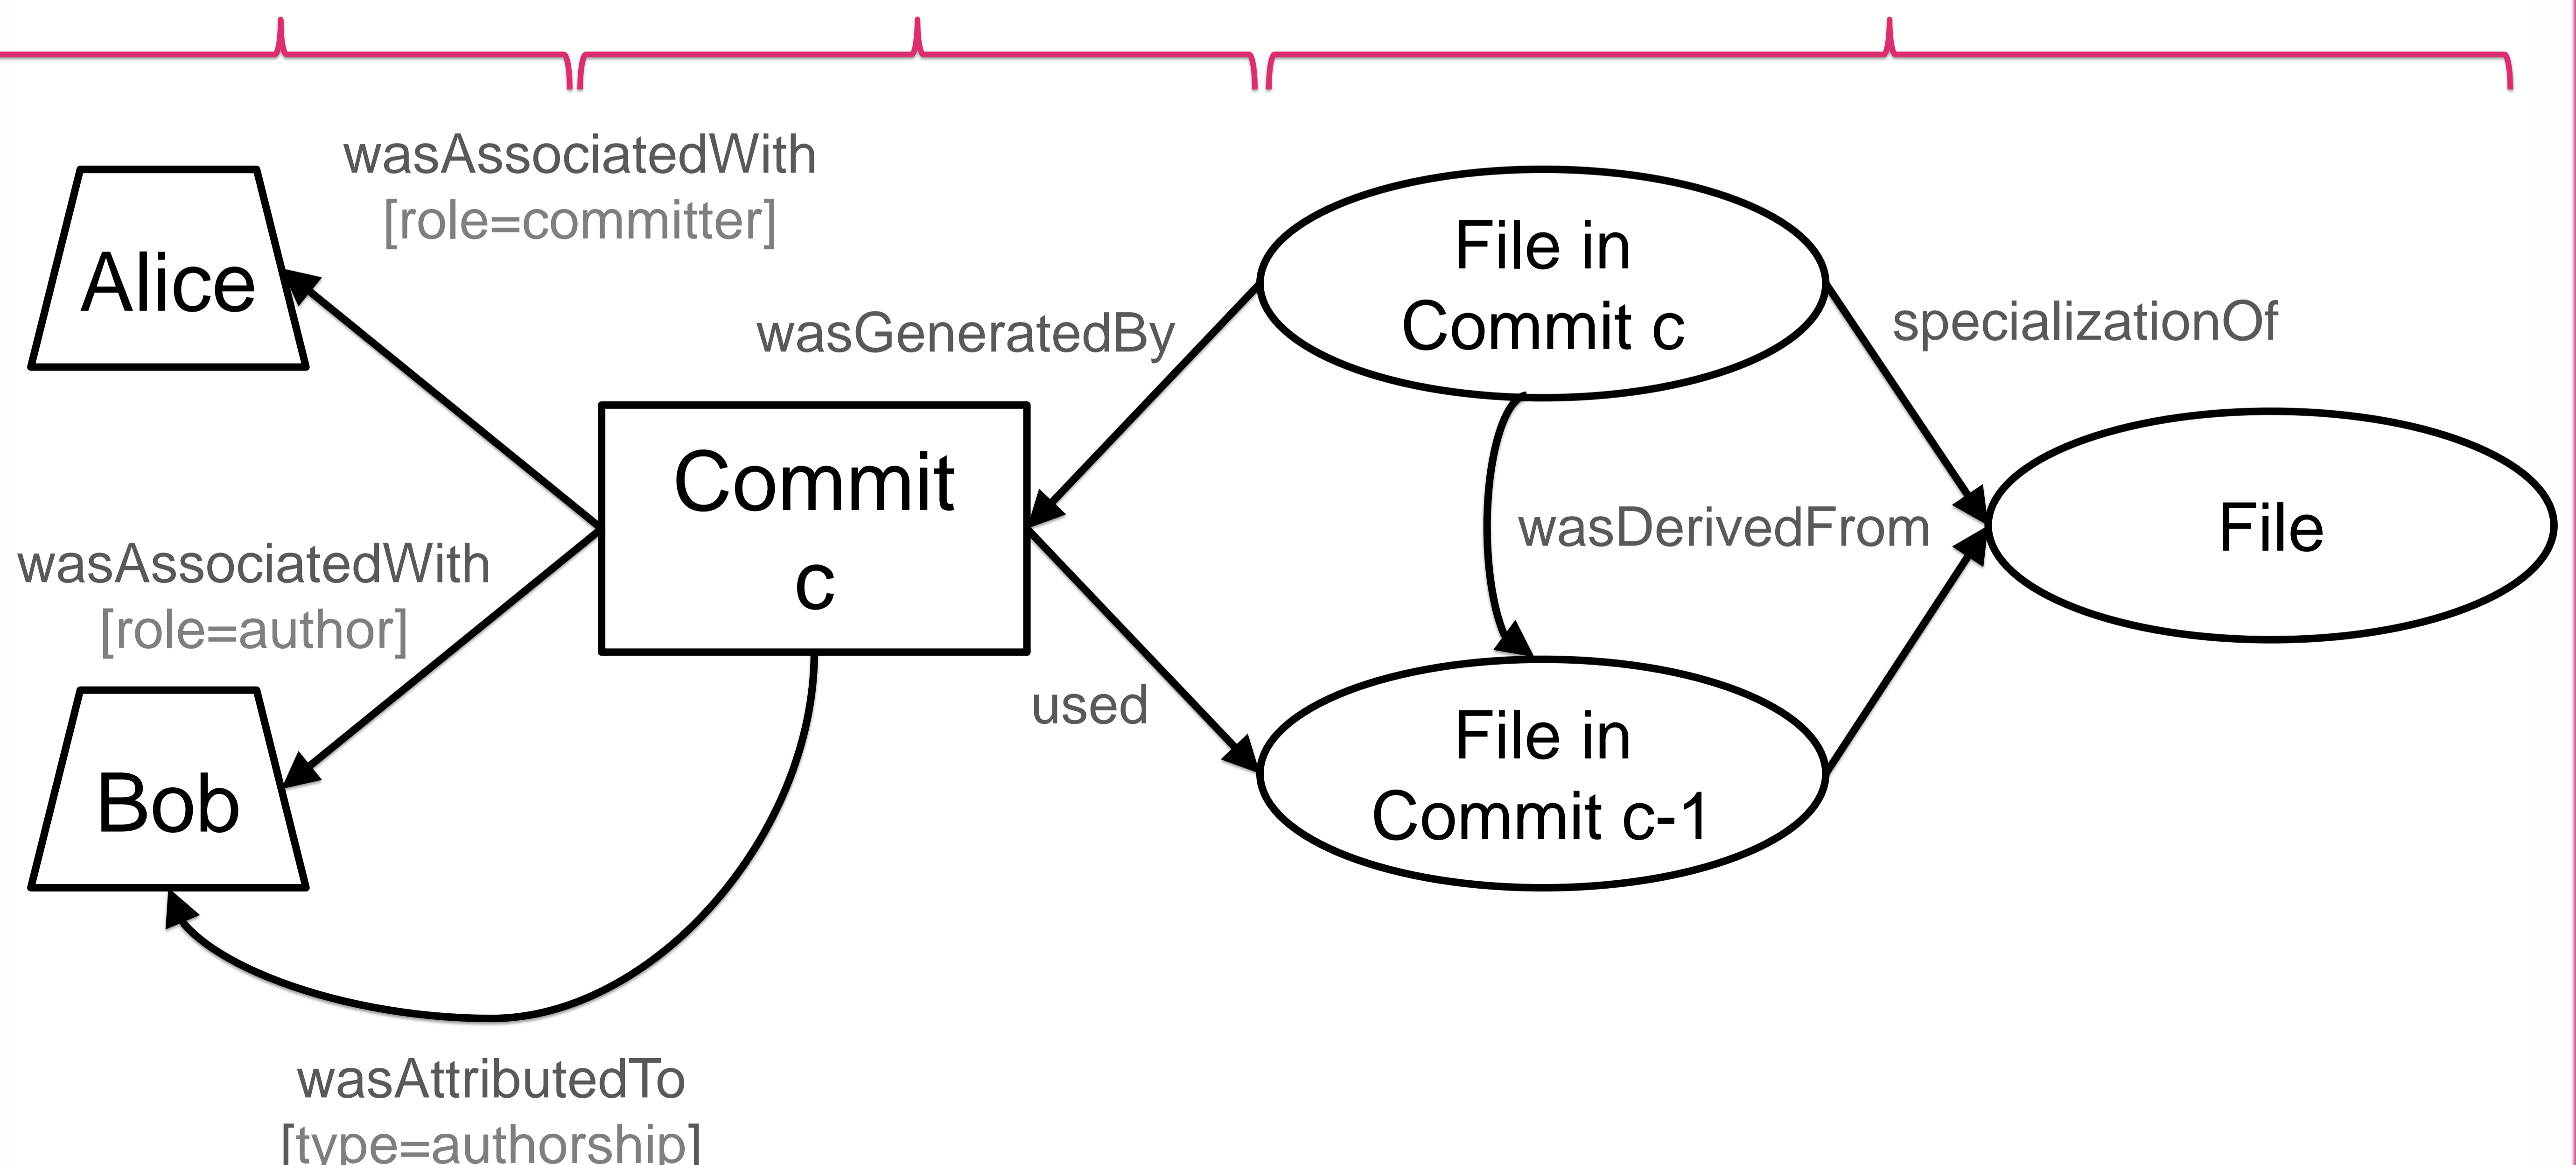 wasAssociatedWith
[role=committer]
Alice
wasGeneratedBy
File in
Commit c
specializationOf
Commit
c
wasAssociatedWith
[role=author]
wasDerivedFrom
File
Bob
used
File in
Commit c-1
wasAttributedTo
[type=authorship]